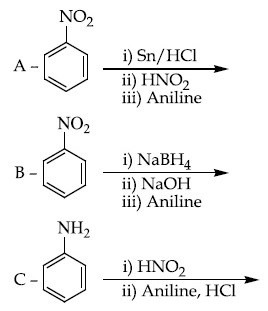 NO₂
A -
i) Sn/HCl
ii) HNO₂
iii) Aniline
NO₂
B -
i) NaBH₄
ii) NaOH
iii) Aniline
NH₂
C -
i) HNO₂
ii) Aniline, HCl